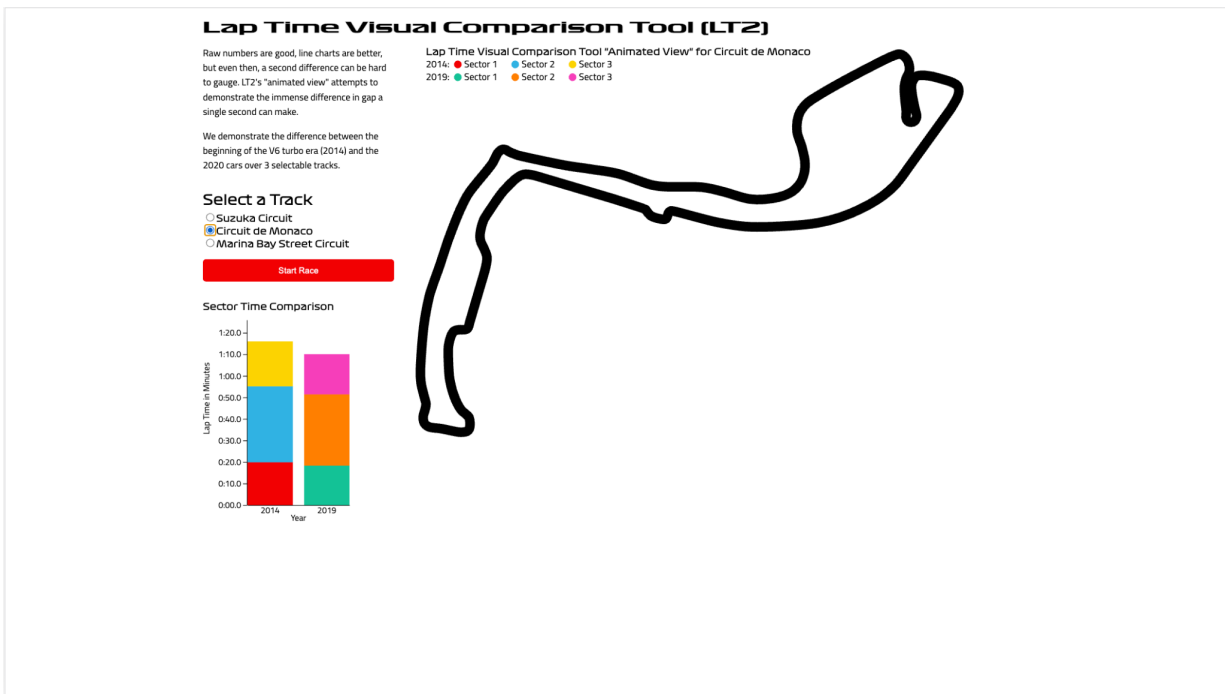 Lap Time Visual Comparison Tool (LT2)
Raw numbers are good, line charts are better,
but even then, a second difference can be hard
to gauge. LT2's "animated view" attempts to
demonstrate the immense difference in gap a
single second can make.
We demonstrate the difference between the
beginning of the V6 turbo era (2014) and the
2020 cars over 3 selectable tracks.
Select a Track
Suzuka Circuit
Circuit de Monaco
Marina Bay Street Circuit
Start Race
Sector Time Comparison
1:20.0
1:10.0
1:00.0
0:50.0
0:40.0
0:30.0
0:20.0
0:10.0
0:00.0
Lap Time in Minutes
2014 2019
Year
Lap Time Visual Comparison Tool "Animated View" for Circuit de Monaco
2014: Sector 1 Sector 2 Sector 3
2019: Sector 1 Sector 2 Sector 3